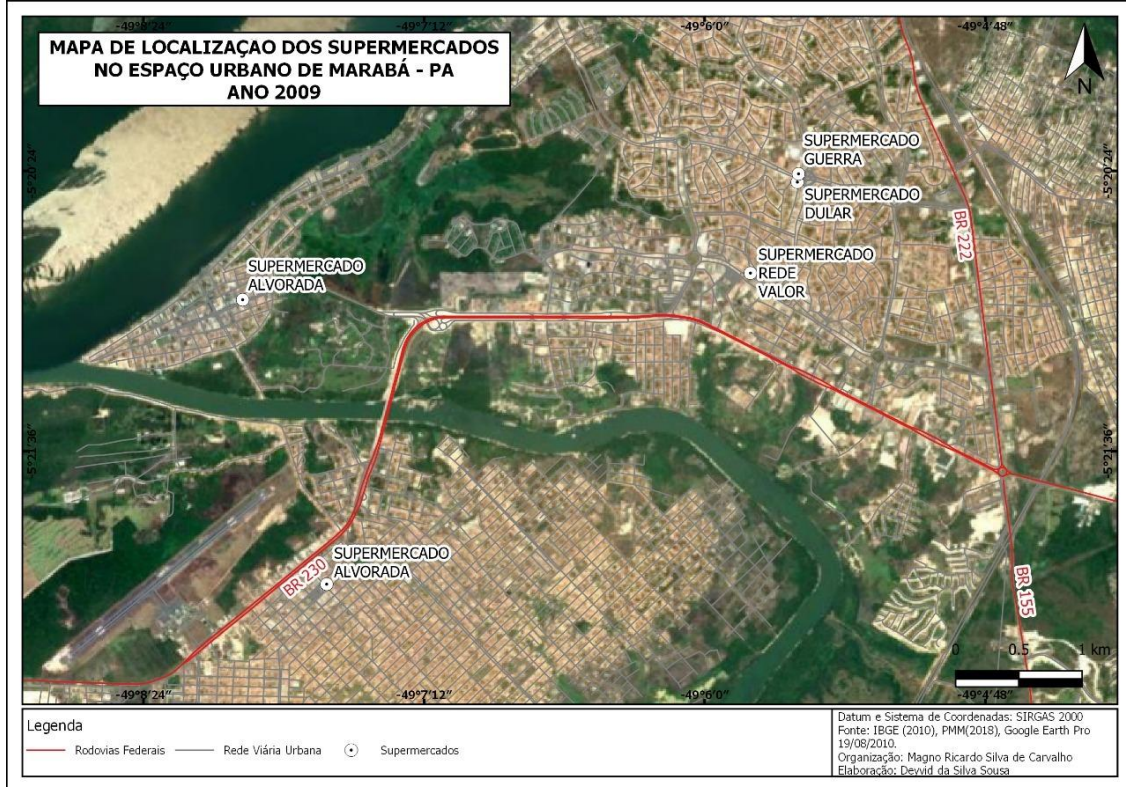 -49°8'24"
-49°7'12"
-49°6'0"
-49°4'48"
MAPA DE LOCALIZAÇAO DOS SUPERMERCADOS
NO ESPAÇO URBANO DE MARABÁ - PA
ANO 2009
N
-5°20'24"
-5°20'24"
SUPERMERCADO
GUERRA
SUPERMERCADO
DULAR
BR 222
SUPERMERCADO
REDE
VALOR
SUPERMERCADO
ALVORADA
-5°21'36"
-5°21'36"
SUPERMERCADO
ALVORADA
BR 230
BR 155
0 0.5 1 km
-49°8'24"
-49°7'12"
-49°6'0"
-49°4'48"
Legenda
Rodovias Federais
Rede Viária Urbana
Supermercados
Datum e Sistema de Coordenadas: SIRGAS 2000
Fonte: IBGE (2010), PMM(2018), Google Earth Pro
19/08/2010.
Organização: Magno Ricardo Silva de Carvalho
Elaboração: Deyvid da Silva Sousa